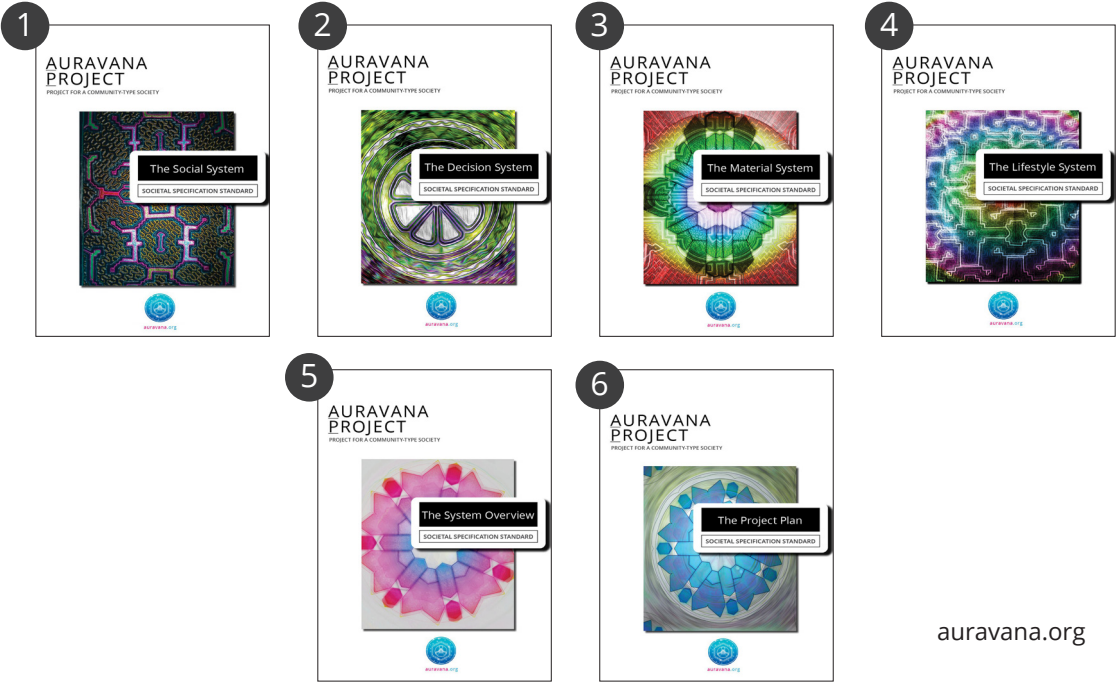 1
AURAVANA
PROJECT
PROJECT FOR A COMMUNITY-TYPE SOCIETY
The Social System
SOCIETAL SPECIFICATION STANDARD
auravana.org
2
AURAVANA
PROJECT
PROJECT FOR A COMMUNITY-TYPE SOCIETY
The Decision System
SOCIETAL SPECIFICATION STANDARD
auravana.org
3
AURAVANA
PROJECT
PROJECT FOR A COMMUNITY-TYPE SOCIETY
The Material System
SOCIETAL SPECIFICATION STANDARD
auravana.org
4
AURAVANA
PROJECT
PROJECT FOR A COMMUNITY-TYPE SOCIETY
The Lifestyle System
SOCIETAL SPECIFICATION STANDARD
auravana.org
5
AURAVANA
PROJECT
PROJECT FOR A COMMUNITY-TYPE SOCIETY
The System Overview
SOCIETAL SPECIFICATION STANDARD
auravana.org
6
AURAVANA
PROJECT
PROJECT FOR A COMMUNITY-TYPE SOCIETY
The Project Plan
SOCIETAL SPECIFICATION STANDARD
auravana.org
auravana.org